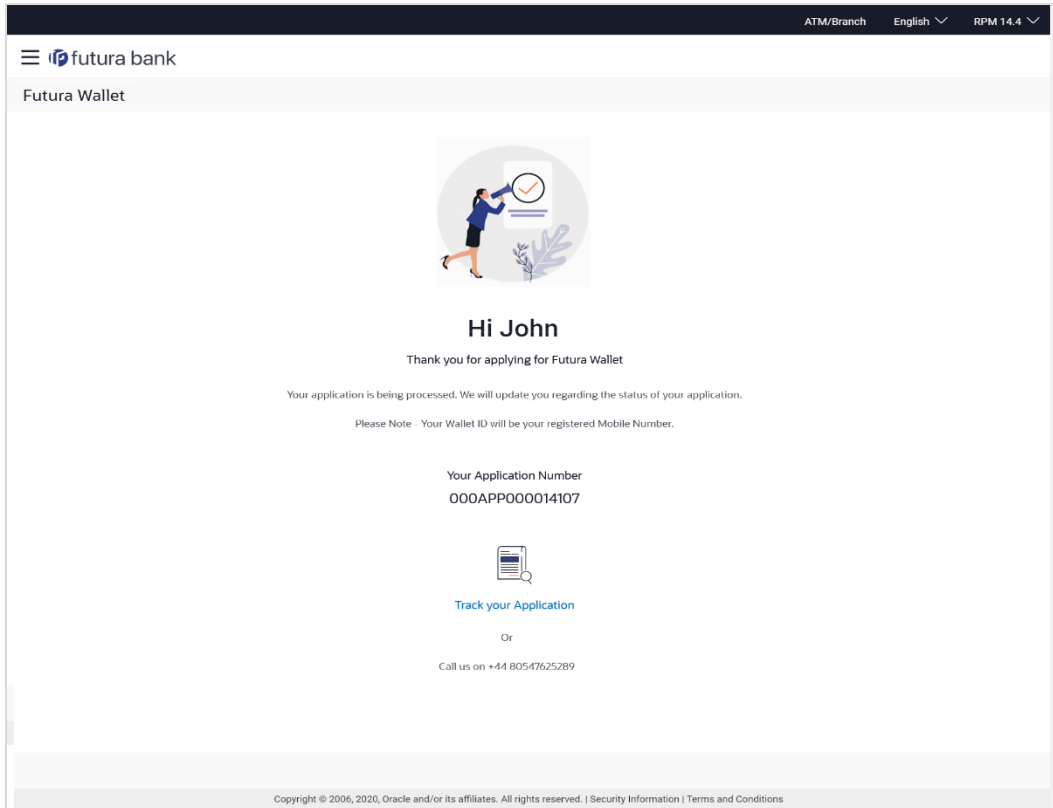 ATM/Branch English RPM 14.4
futura bank
Futura Wallet
Hi John
Thank you for applying for Futura Wallet
Your application is being processed. We will update you regarding the status of your application.
Please Note - Your Wallet ID will be your registered Mobile Number.
Your Application Number
000APP000014107
Track your Application
Or
Call us on +44 80547625289
Copyright © 2006, 2020, Oracle and/or its affiliates. All rights reserved. | Security Information | Terms and Conditions